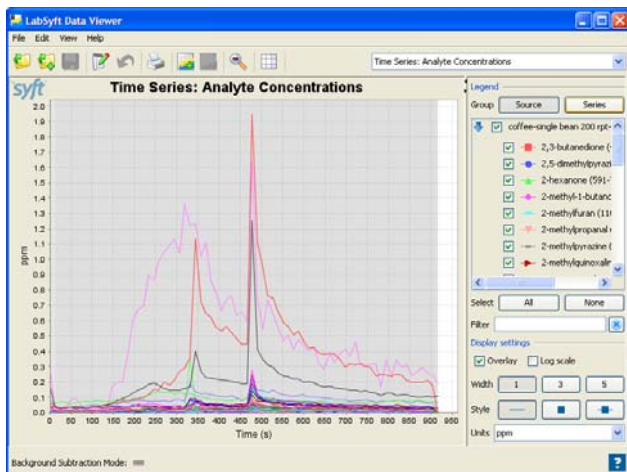 LabSyft Data Viewer
File Edit View Help
Time Series: Analyte Concentrations
syft
Time Series: Analyte Concentrations
2.0
1.9
1.8
1.7
1.6
1.5
1.4
1.3
1.2
1.1
1.0
0.9
0.8
0.7
0.6
0.5
0.4
0.3
0.2
0.1
0.0
ppm
0 50 100 150 200 250 300 350 400 450 500 550 600 650 700 750 800 850 900 950
Time (s)
Legend
Group Source Series
coffee-single bean 200 rpt-
2,3-butanedione (
2,5-dimethylpyrazi
2-hexanone (591-
2-methyl-1-butano
2-methylfuran (11
2-methylpropanal
2-methylpyrazine (
2-methylquinoxalin
Select All None
Filter
Display settings
Overlay Log scale
Width 1 3 5
Style
Units ppm
Background Subtraction Mode:
?